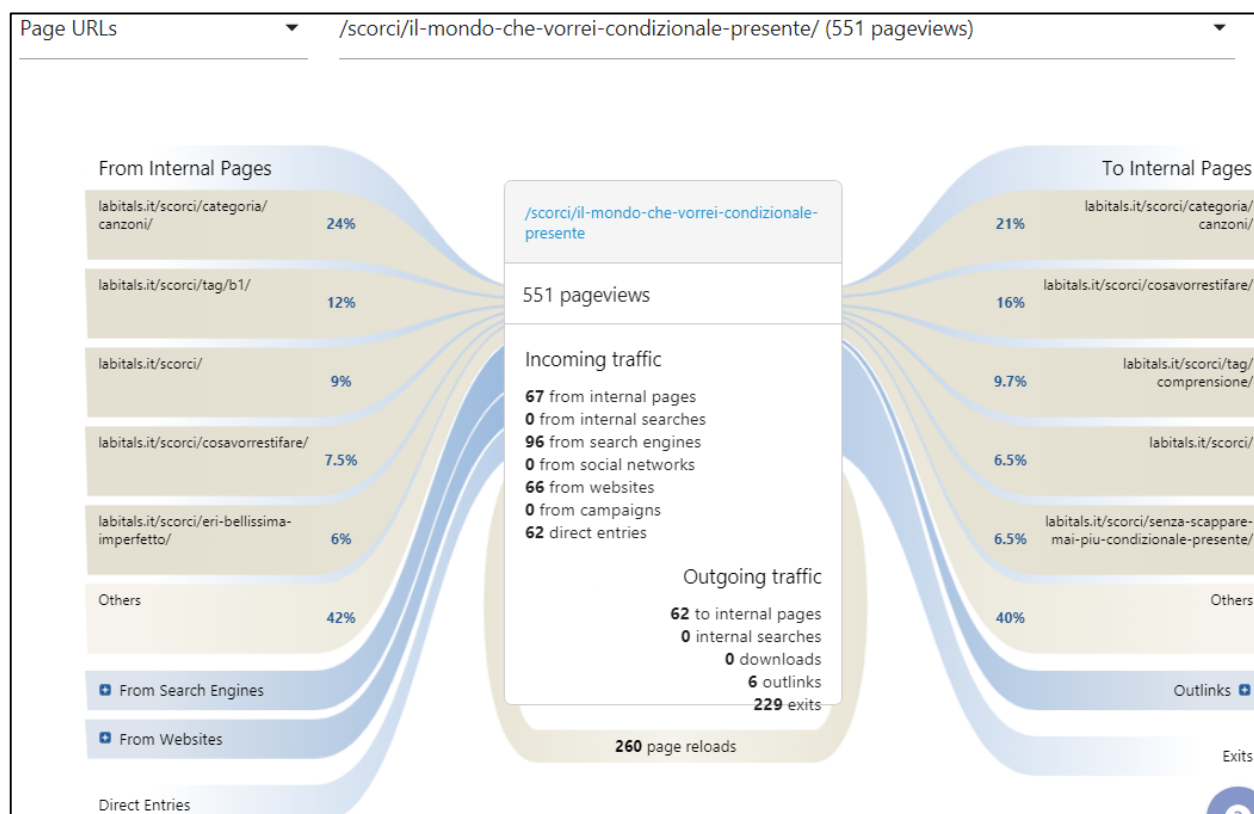 Page URLs
/scorci/il-mondo-che-vorrei-condizionale-presente/ (551 pageviews)
From Internal Pages
labitals.it/scorci/categoria/
canzoni/
24%
labitals.it/scorci/tag/b1/
12%
labitals.it/scorci/
9%
labitals.it/scorci/cosavorrestifare/
7.5%
labitals.it/scorci/eri-bellissima-
imperfetto/
6%
Others
42%
From Search Engines
From Websites
Direct Entries
/scorci/il-mondo-che-vorrei-condizionale-
presente
551 pageviews
Incoming traffic
67 from internal pages
0 from internal searches
96 from search engines
0 from social networks
66 from websites
0 from campaigns
62 direct entries
Outgoing traffic
62 to internal pages
0 internal searches
0 downloads
6 outlinks
229 exits
260 page reloads
To Internal Pages
labitals.it/scorci/categoria/
canzoni/
21%
labitals.it/scorci/cosavorrestifare/
16%
labitals.it/scorci/tag/
comprensione/
9.7%
labitals.it/scorci/
6.5%
labitals.it/scorci/senza-scappare-
mai-piu-condizionale-presente/
6.5%
Others
40%
Outlinks
Exits